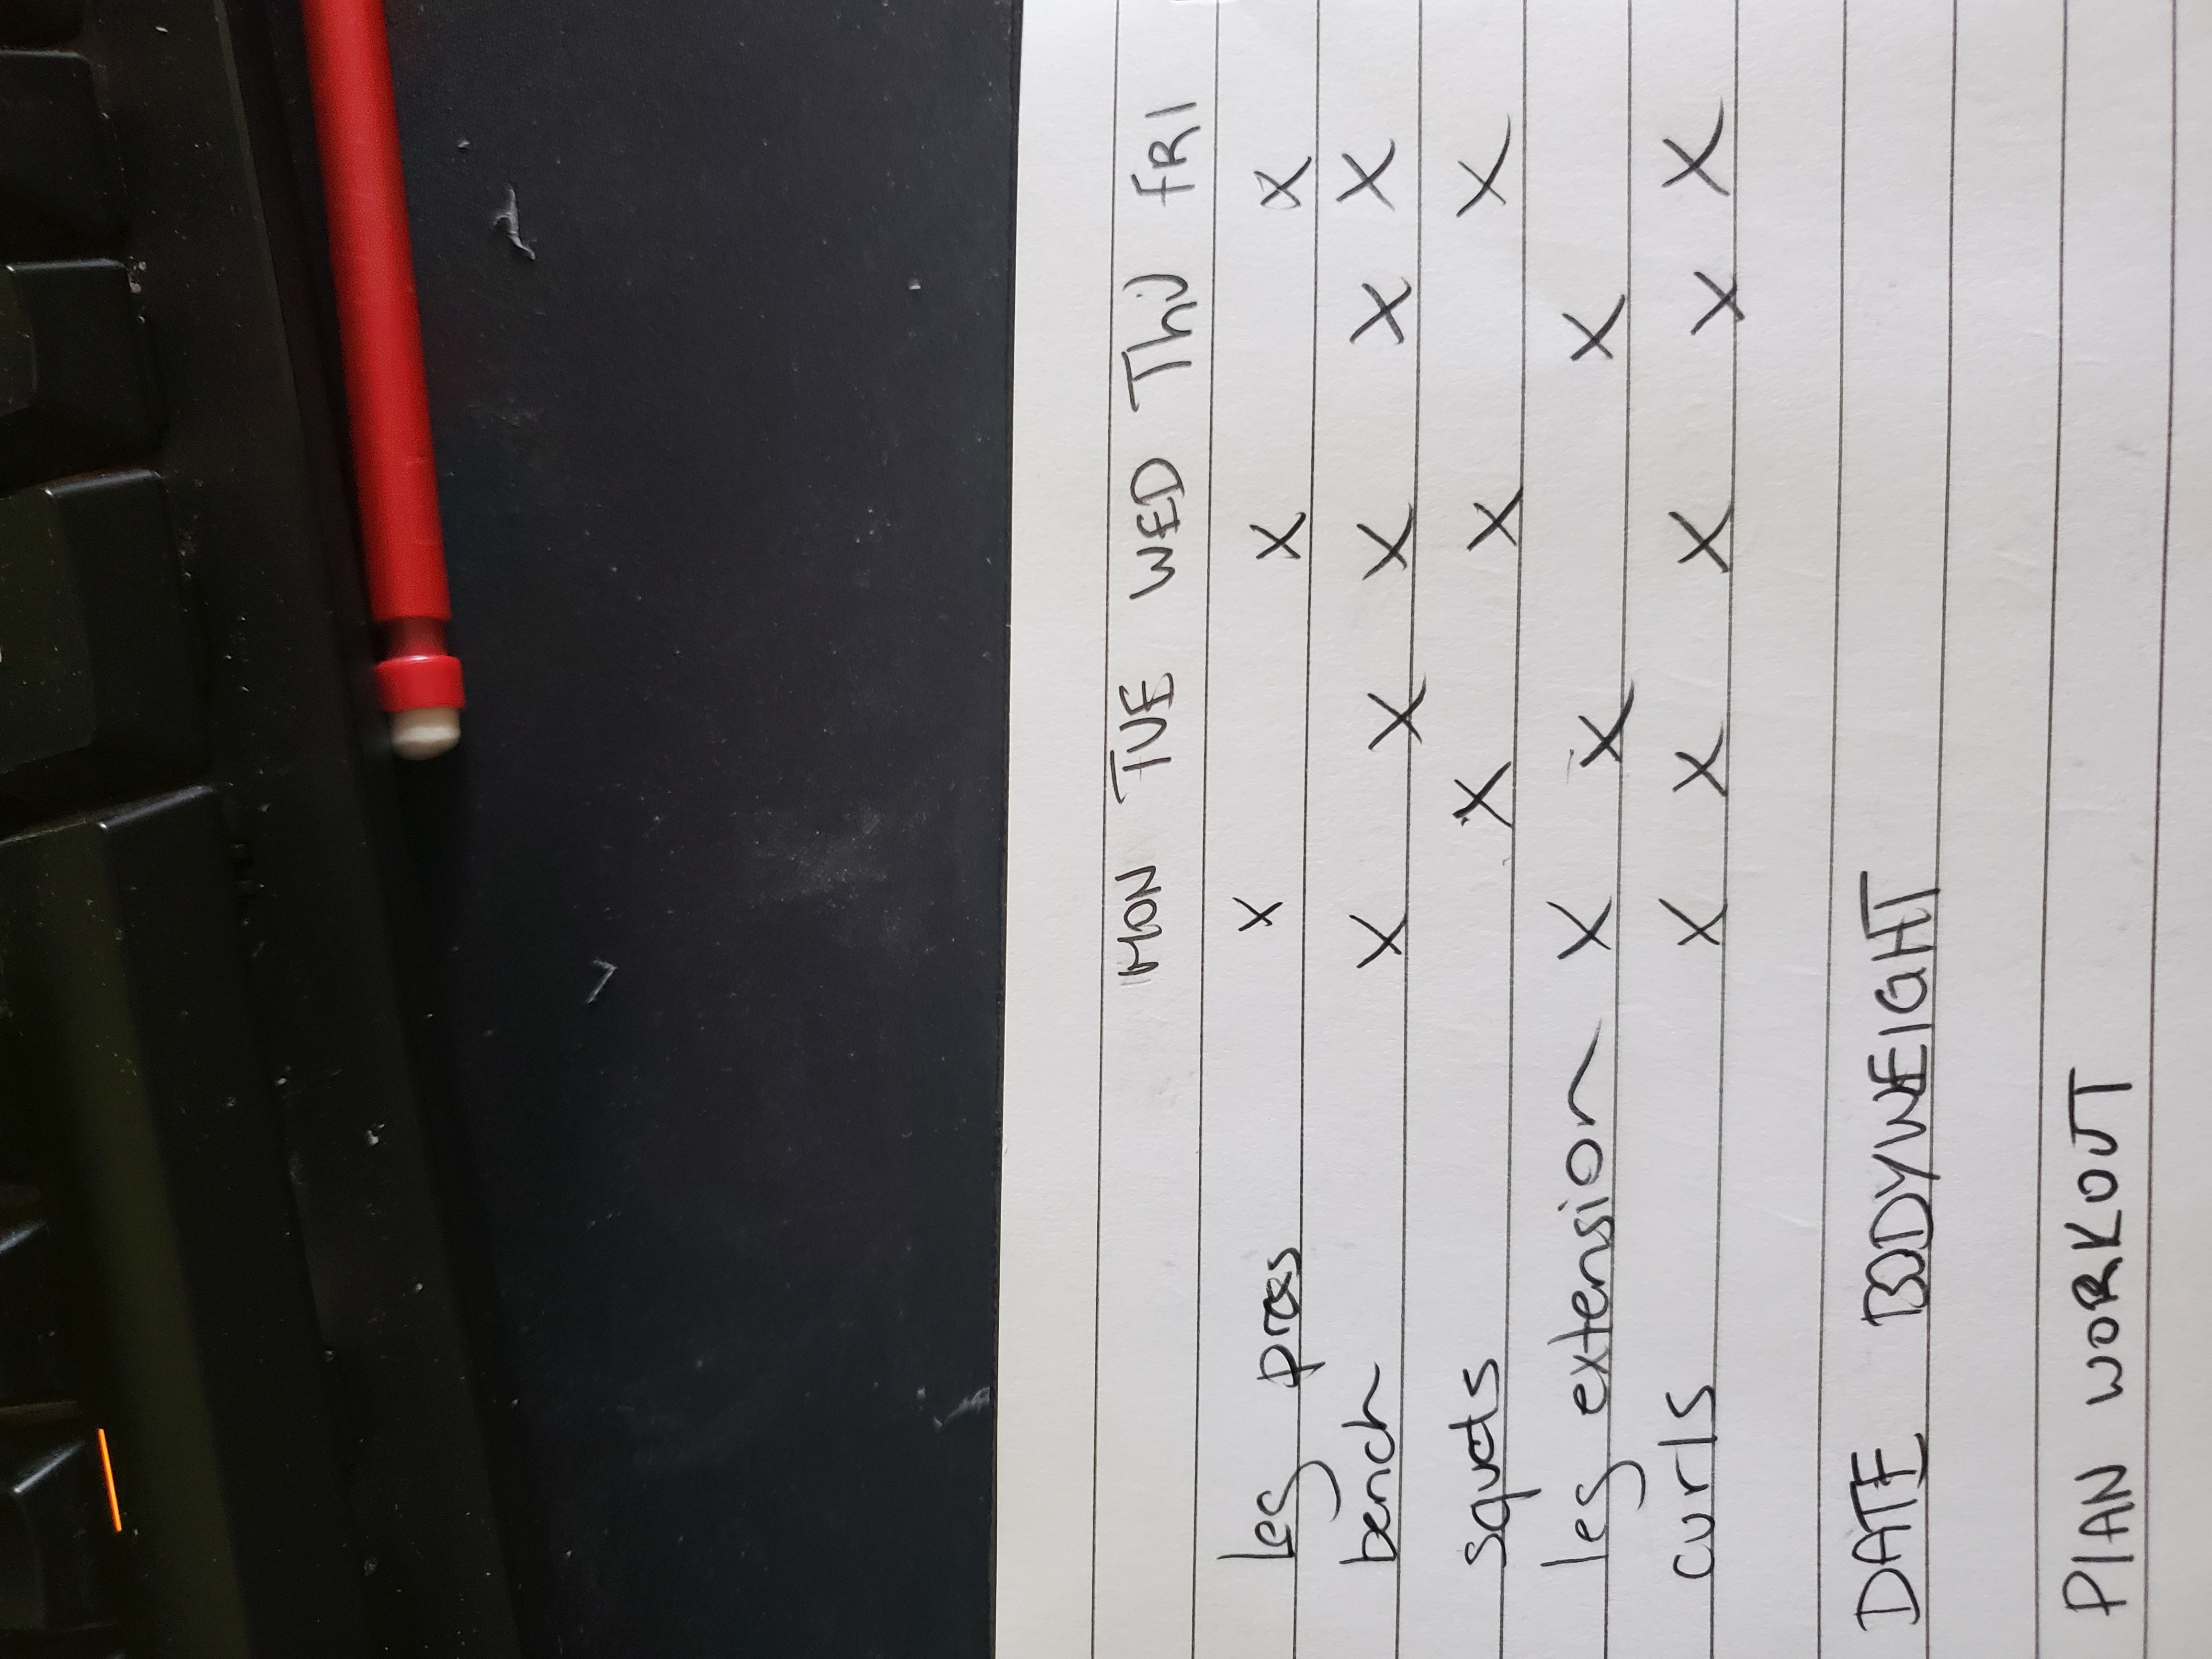 MON TUE WED Thu FRI
leg press X X X
bench X X X X X
squats X X X
leg extension X X X
curls X X X X X
DATE BODYWEIGHT
PlAN WORKOUT